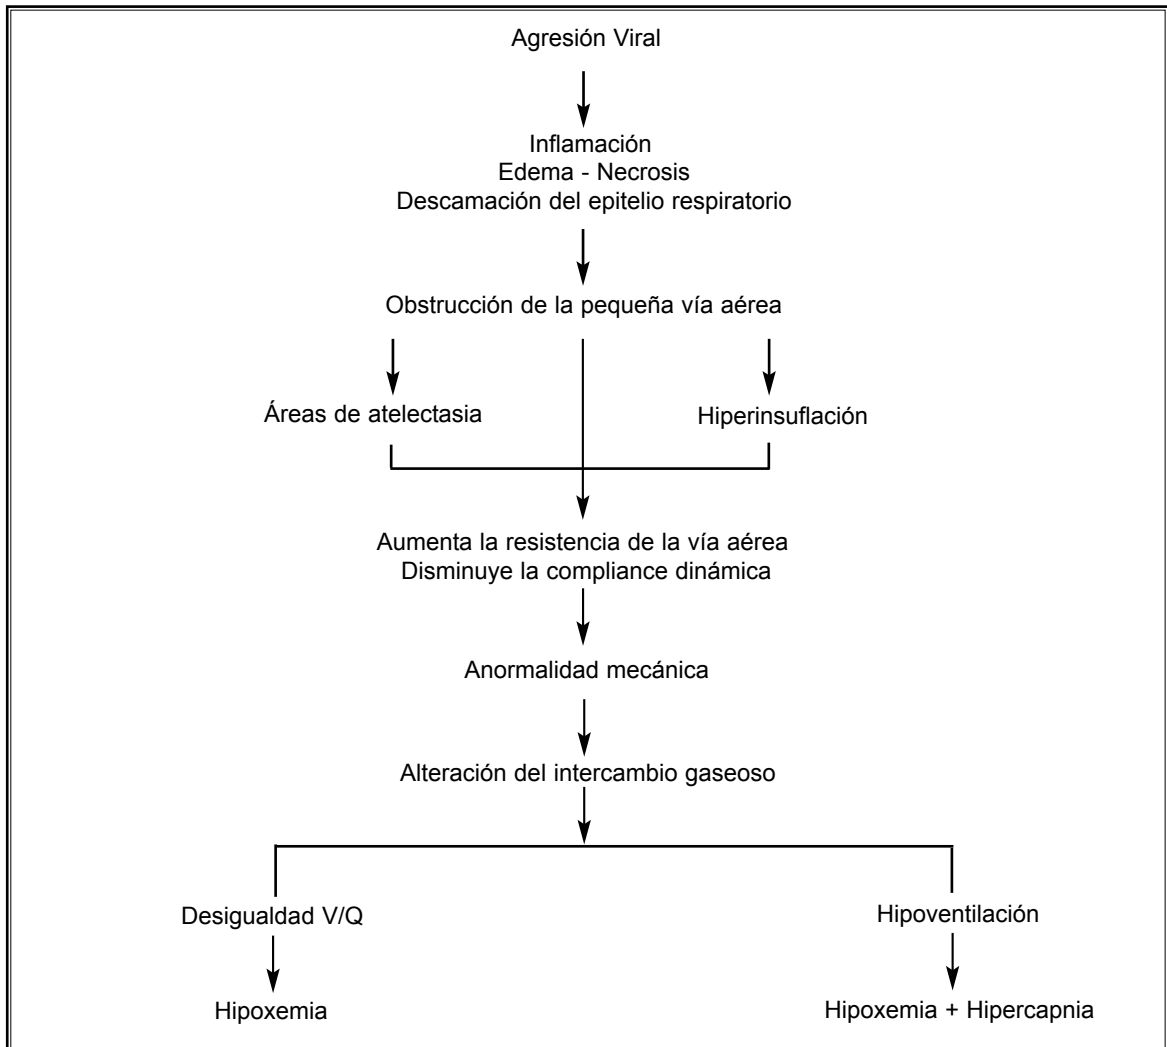 Agresión Viral
Inflamación
Edema - Necrosis
Descamación del epitelio respiratorio
Obstrucción de la pequeña vía aérea
Áreas de atelectasia
Hiperinsuflación
Aumenta la resistencia de la vía aérea
Disminuye la compliance dinámica
Anormalidad mecánica
Alteración del intercambio gaseoso
Desigualdad V/Q
Hipoventilación
Hipoxemia
Hipoxemia + Hipercapnia